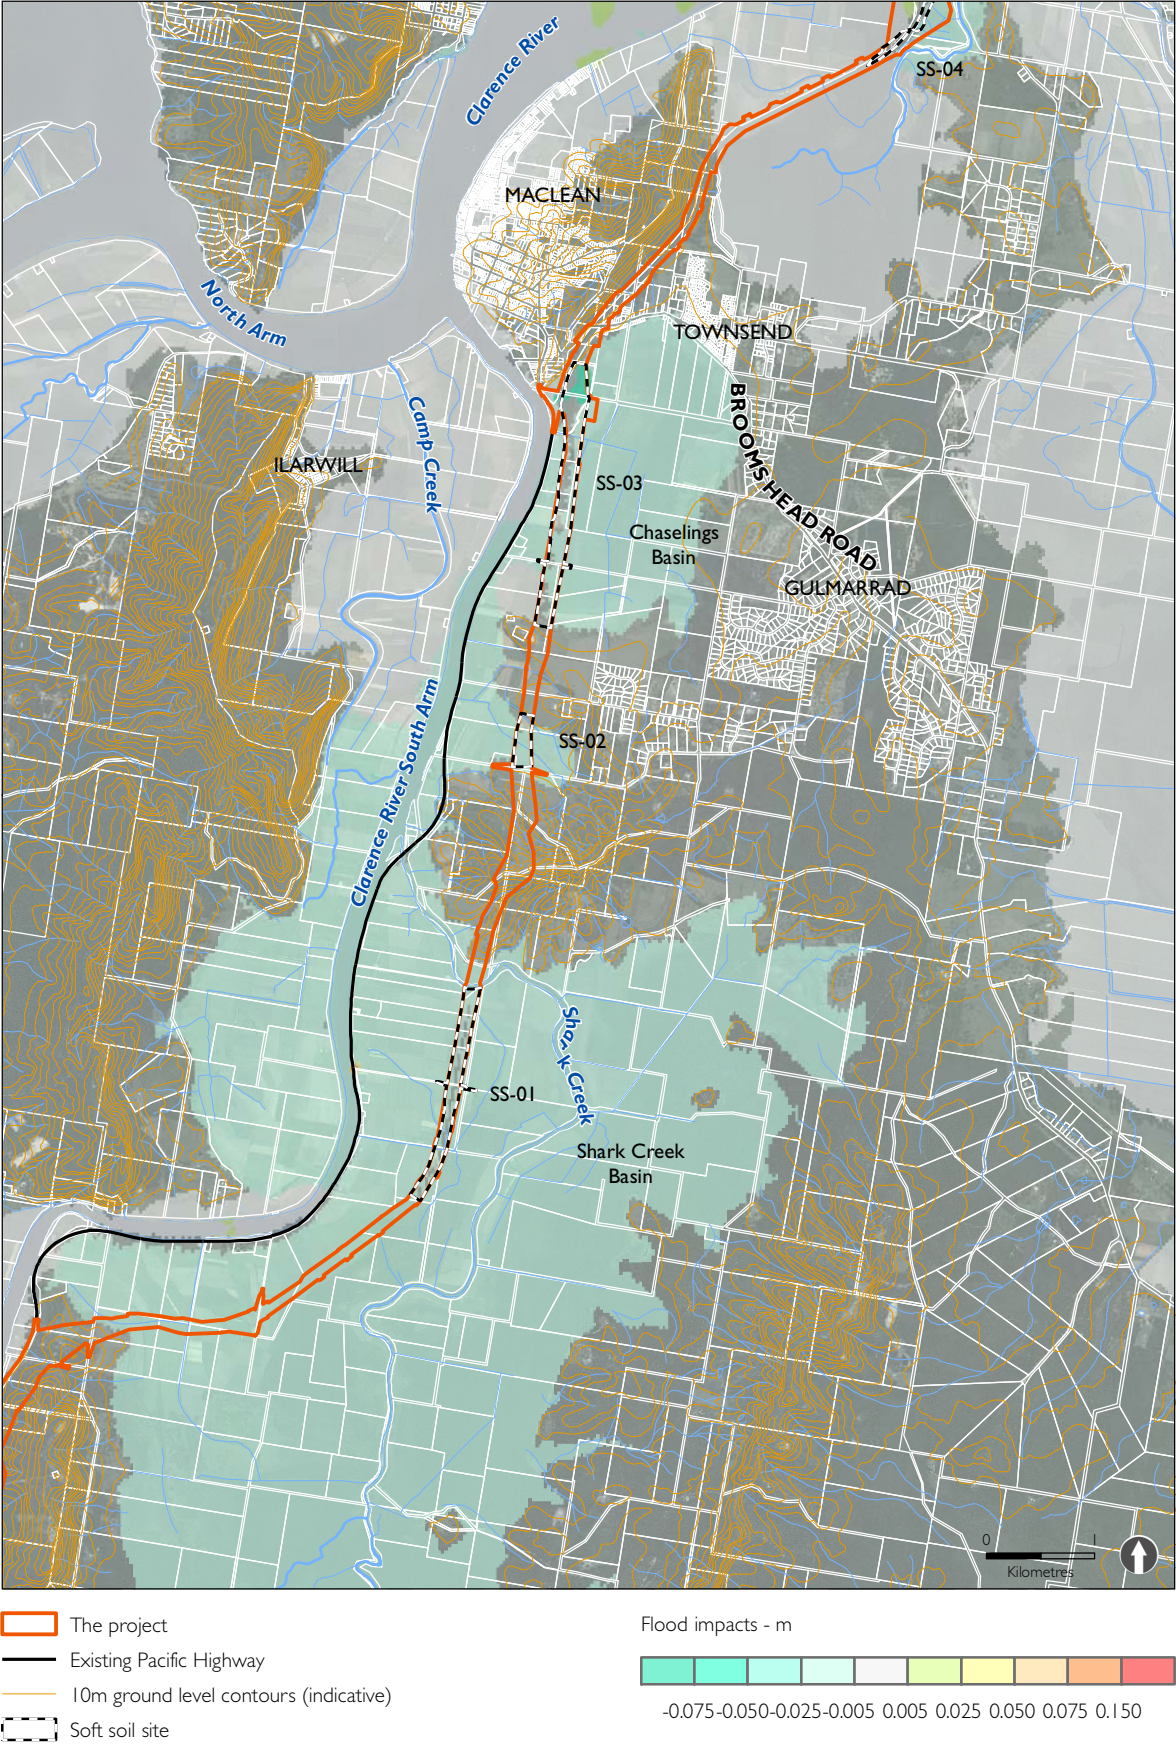 Clarence River
SS-04
MACLEAN
North Arm
TOWNSEND
BROOMSHEAD ROAD
Camp Creek
ILARWILL
SS-03
Chaselings
Basin
GULMARRAD
SS-02
Clarence River South Arm
Shark Creek
SS-01
Shark Creek
Basin
0 1
Kilometres
The project
Existing Pacific Highway
10m ground level contours (indicative)
Soft soil site
Flood impacts - m
-0.075 -0.050 -0.025 -0.005 0.005 0.025 0.050 0.075 0.150